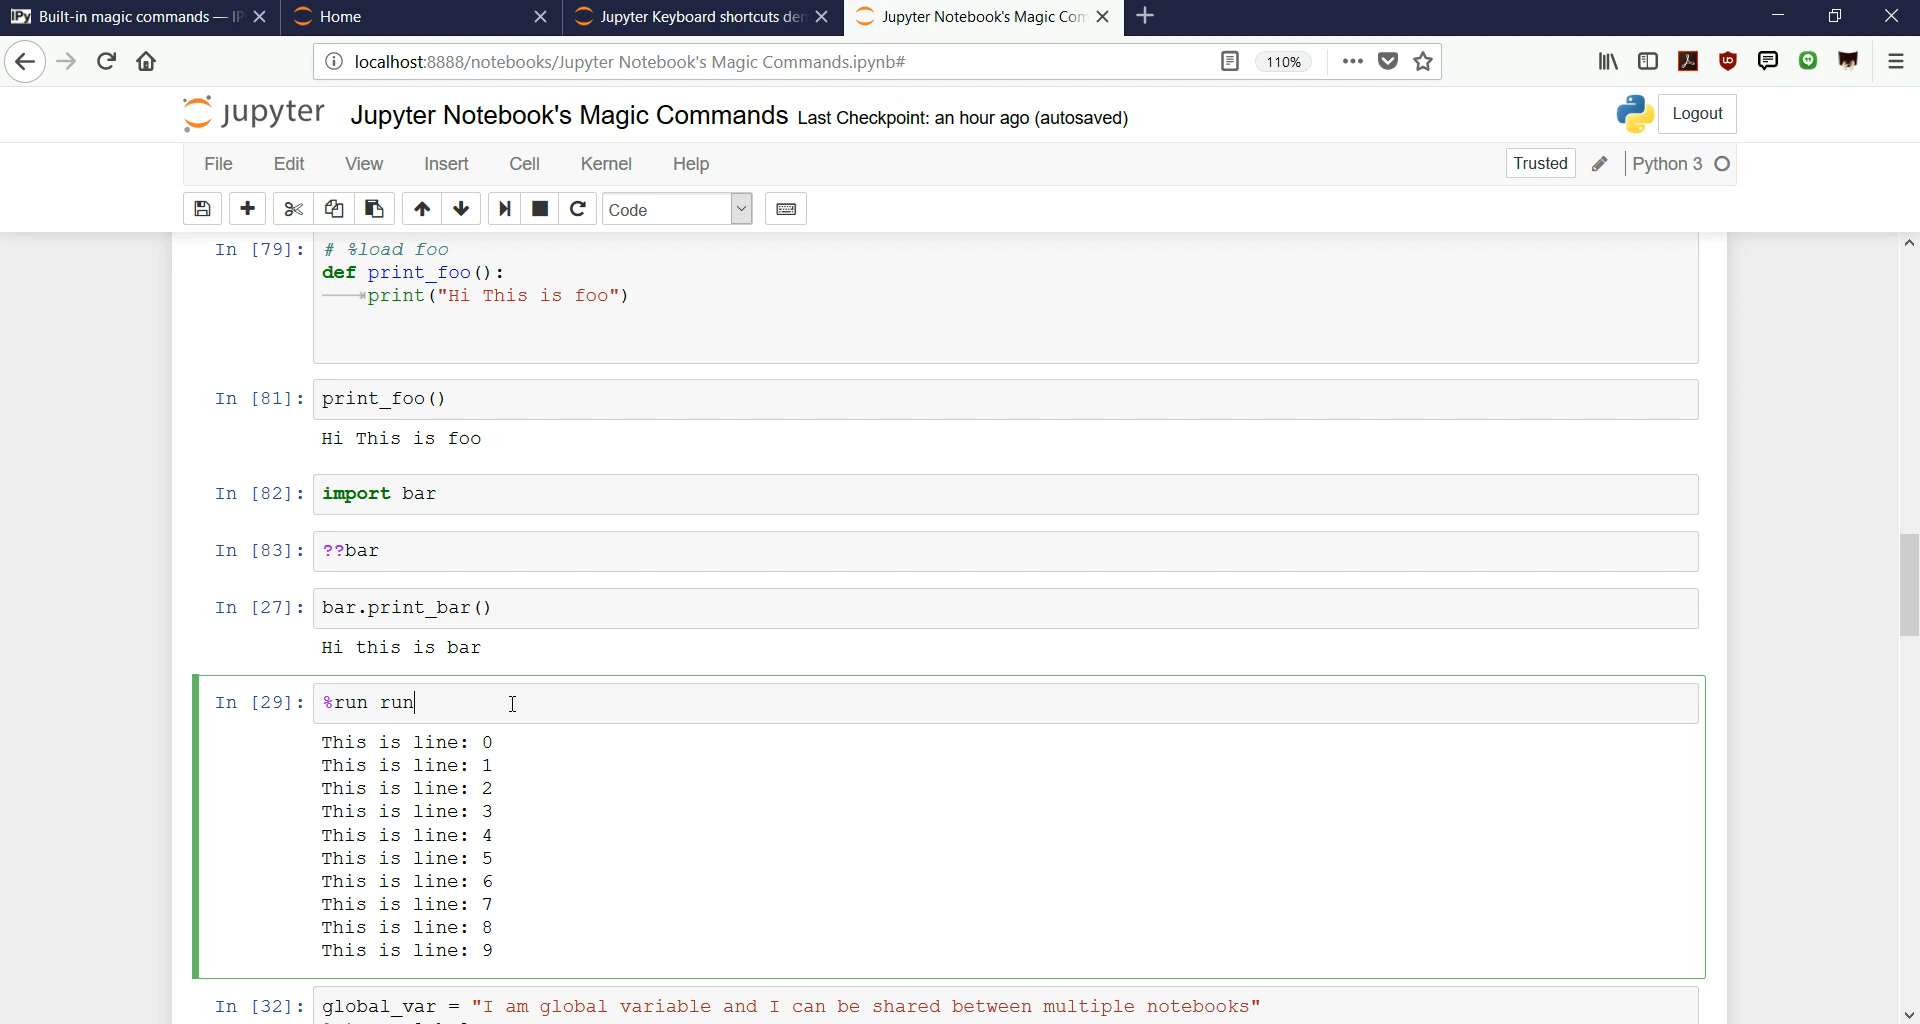 IPy Built-in magic commands — IP
Home
Jupyter Keyboard shortcuts den
Jupyter Notebook's Magic Com
localhost:8888/notebooks/Jupyter Notebook's Magic Commands.ipynb#
110%
jupyter Jupyter Notebook's Magic Commands Last Checkpoint: an hour ago (autosaved)
Logout
File Edit View Insert Cell Kernel Help
Trusted Python 3
Code
In [79]: # %load foo
def print_foo():
print("Hi This is foo")
In [81]: print_foo()
Hi This is foo
In [82]: import bar
In [83]: ??bar
In [27]: bar.print_bar()
Hi this is bar
In [29]: %run run
This is line: 0
This is line: 1
This is line: 2
This is line: 3
This is line: 4
This is line: 5
This is line: 6
This is line: 7
This is line: 8
This is line: 9
In [32]: global_var = "I am global variable and I can be shared between multiple notebooks"